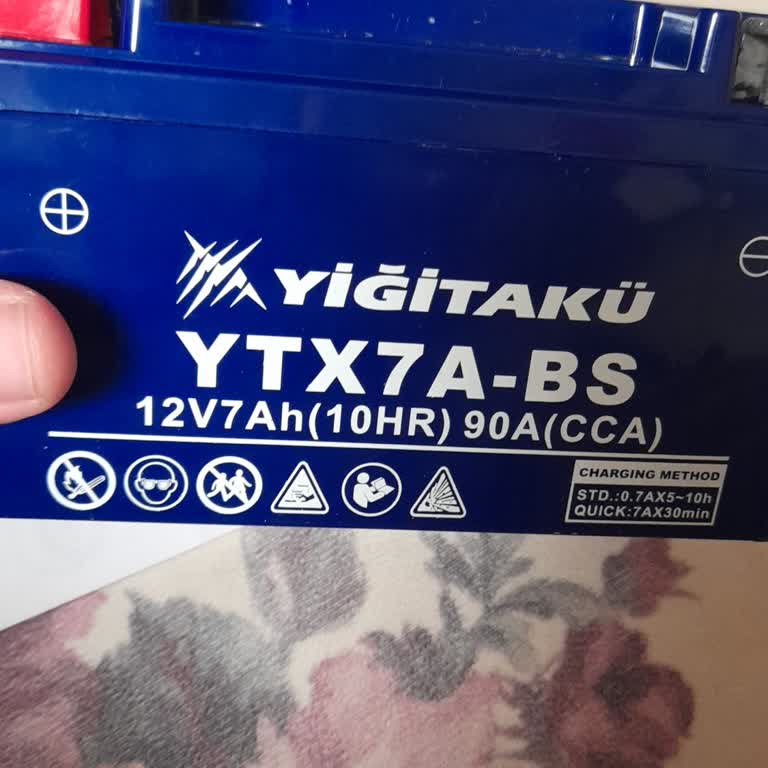 YİĞİTAKÜ
YTX7A-BS
12V7Ah(10HR) 90A(CCA)
CHARGING METHOD
STD.:0.7AX5~10h
QUICK:7AX30min